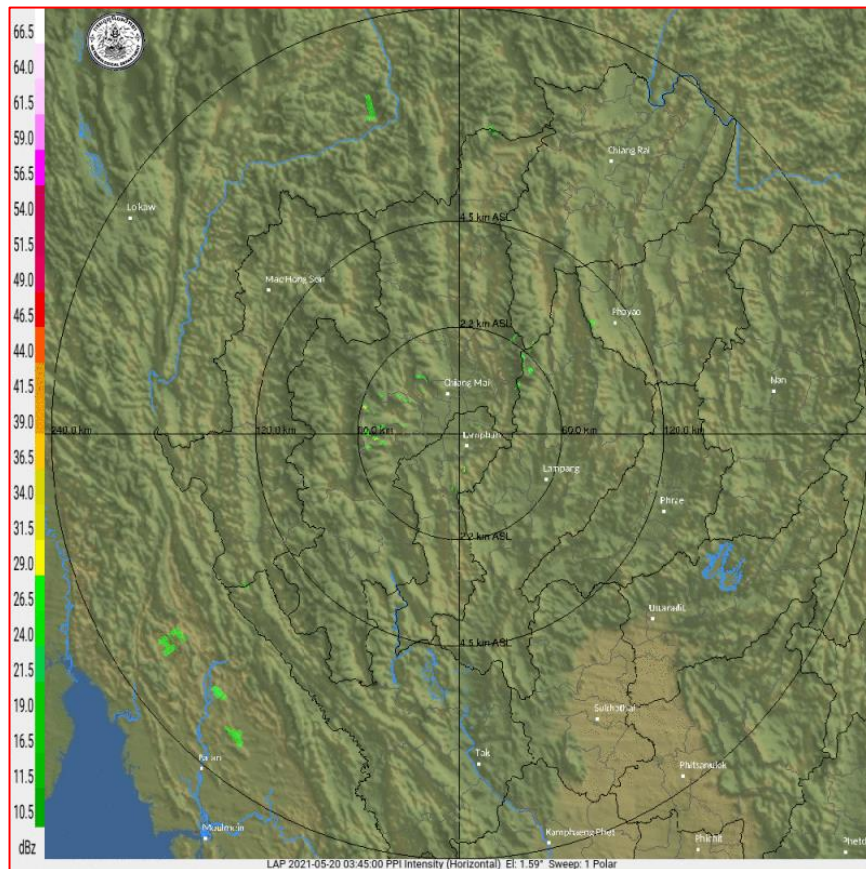 66.5
64.0
61.5
59.0
56.5
54.0
51.5
49.0
46.5
44.0
41.5
39.0
36.5
34.0
31.5
29.0
26.5
24.0
21.5
19.0
16.5
11.5
10.5
dBz
Chiang Rai
Loikaw
4.5 km ASL
Mae Hong Son
Phayao
2.2 km ASL
Chiang Mai
Nan
240.0 km
120.0 km
60.0 km
60.0 km
120.0 km
Lamphun
Lampang
Phrae
2.2 km ASL
Uttaradit
4.5 km ASL
Sukhothai
Tak
Pa'an
Phitsanulok
Moulmein
Kamphaeng Phet
Phichit
LAP 2021-05-20 03:45:00 PPI Intensity (Horizontal) El: 1.59° Sweep: 1 Polar